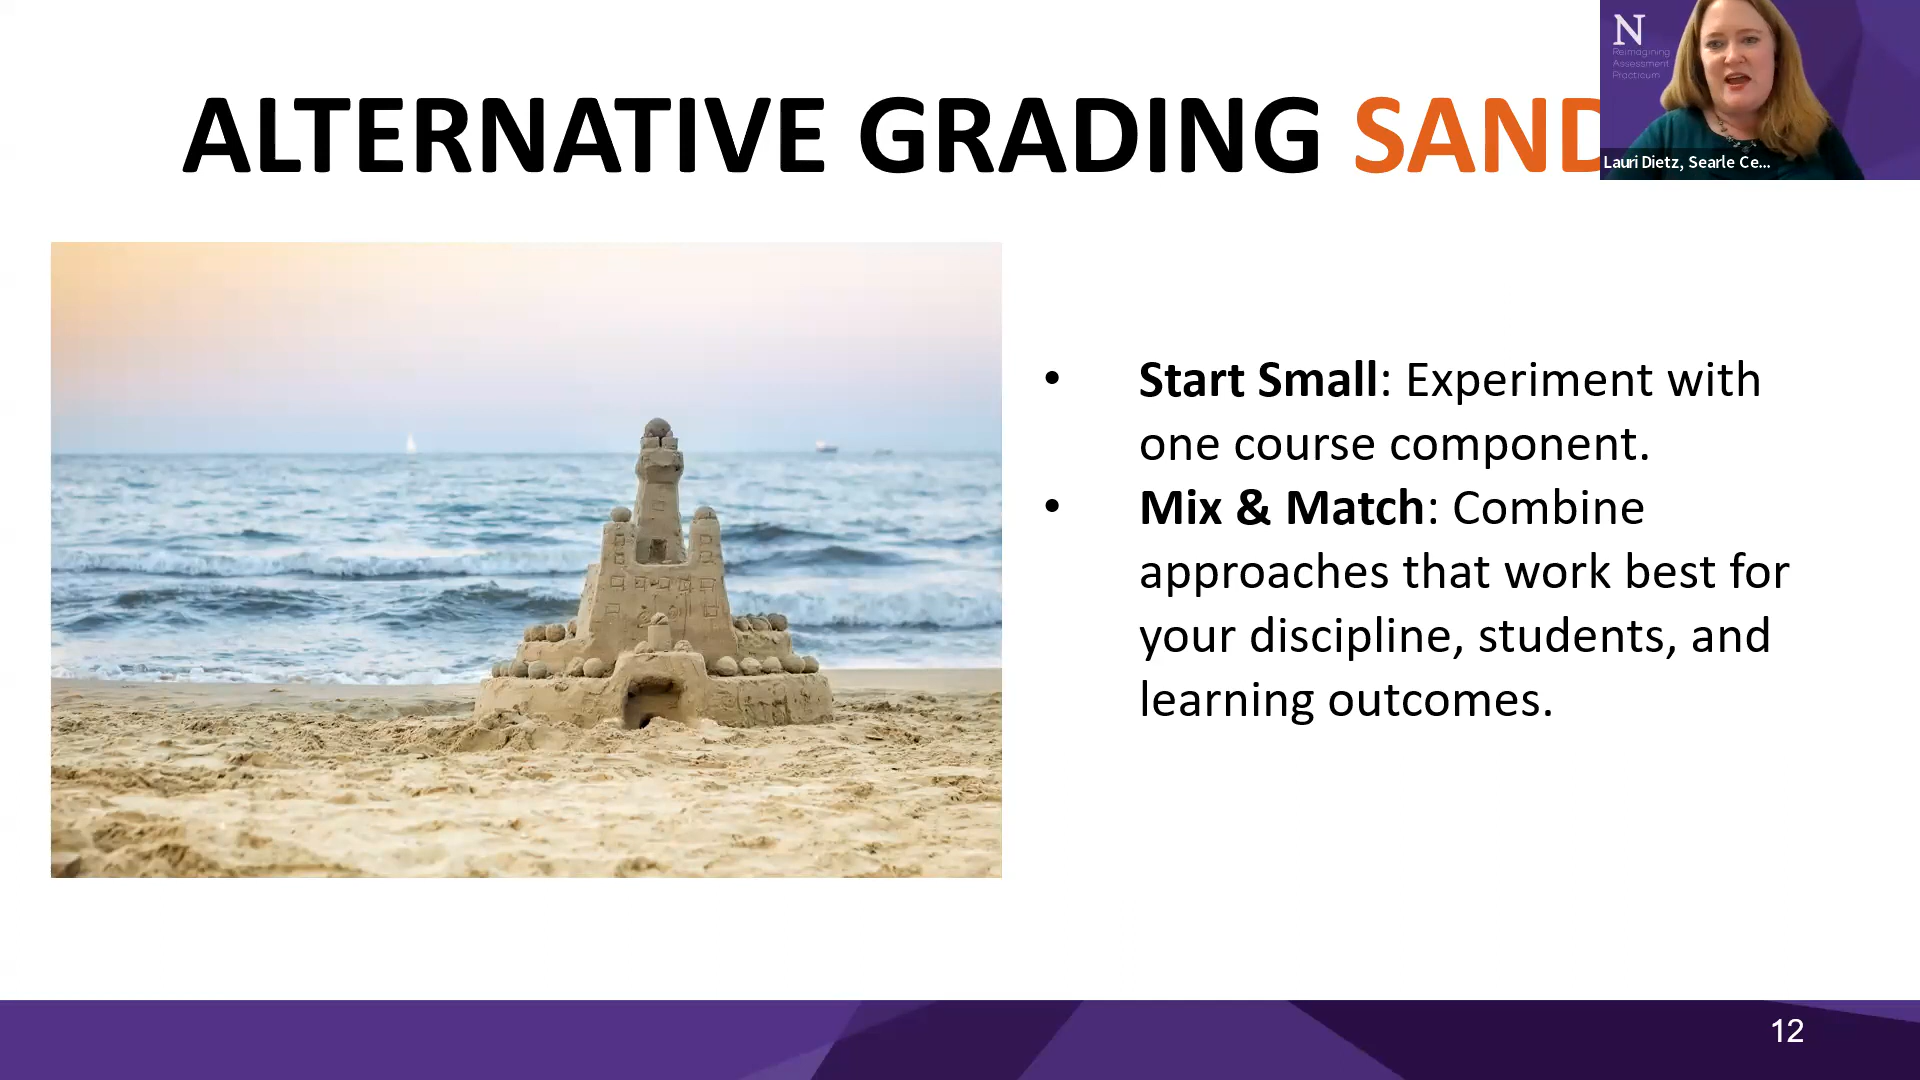 ALTERNATIVE GRADING SAND
N
Reimagining
Assessment
Practicum
Lauri Dietz, Searle Ce...
• Start Small: Experiment with
one course component.
• Mix & Match: Combine
approaches that work best for
your discipline, students, and
learning outcomes.
12